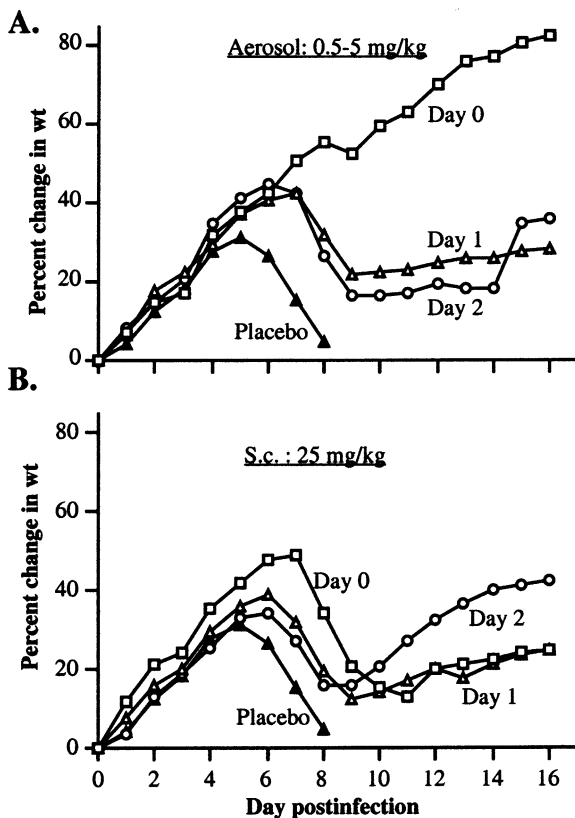 A.
80
60
40
20
0
Percent change in wt
Aerosol: 0.5-5 mg/kg
Day 0
Day 1
Day 2
Placebo
B.
80
60
40
20
0
Percent change in wt
S.c. : 25 mg/kg
Day 0
Day 2
Day 1
Placebo
0 2 4 6 8 10 12 14 16
Day postinfection